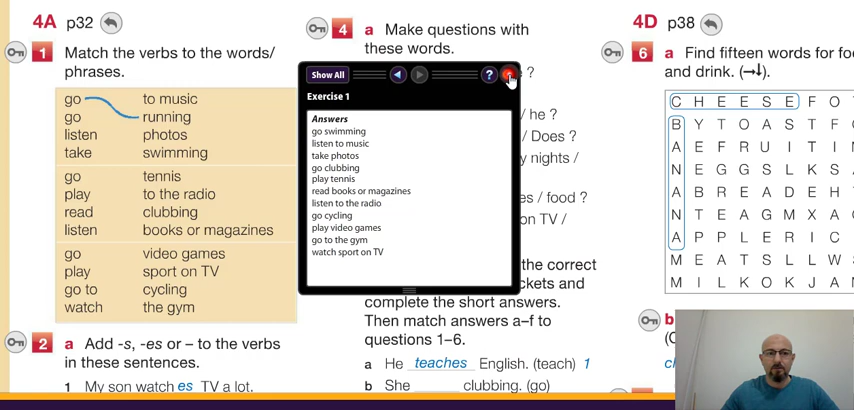 4A p32
1 Match the verbs to the words/
phrases.
go to music
go running
listen photos
take swimming
go tennis
play to the radio
read clubbing
listen books or magazines
go video games
play sport on TV
go to cycling
watch the gym
2 a Add -s, -es or – to the verbs
in these sentences.
1 My son watch es TV a lot.
4 a Make questions with
these words.
e ?
/ he ?
/ Does ?
y nights /
es / food ?
on TV /
Show All
?
Exercise 1
Answers
go swimming
listen to music
take photos
go clubbing
play tennis
read books or magazines
listen to the radio
go cycling
play video games
go to the gym
watch sport on TV
the correct
ckets and
complete the short answers.
Then match answers a–f to
questions 1–6.
a He teaches English. (teach) 1
b She ______ clubbing. (go)
4D p38
6 a Find fifteen words for foo
and drink. (→↓).
C H E E S E F O T
B Y T O A S T F
A E F R U I T I
N E G G S L K S
A B R E A D E H
N T E A G M X A
A P P L E R I C
M E A T S L L W
M I L K O K J A
b
(C
ch